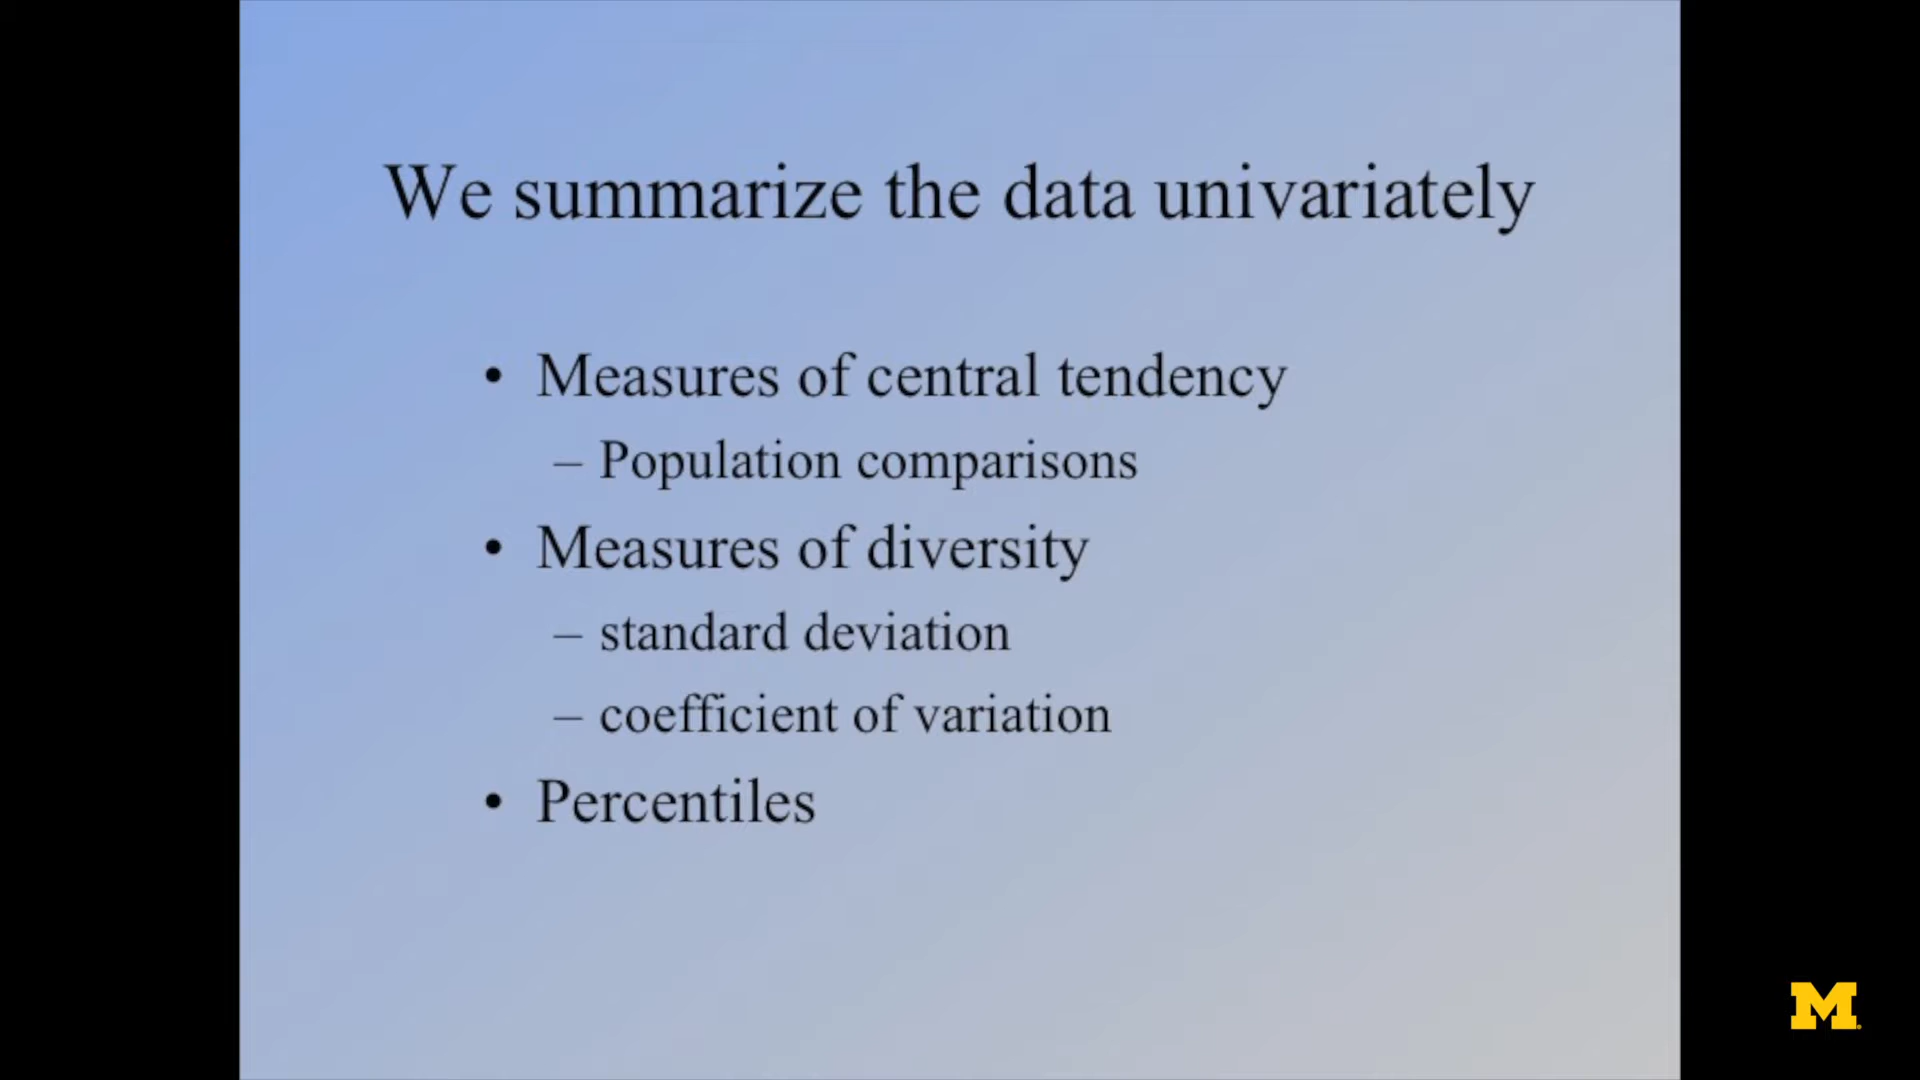 We summarize the data univariately
• Measures of central tendency
– Population comparisons
• Measures of diversity
– standard deviation
– coefficient of variation
• Percentiles
M